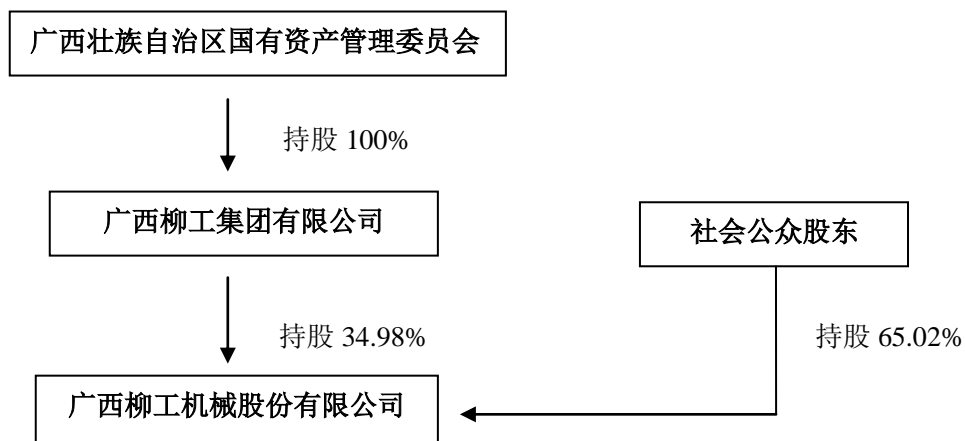 广西壮族自治区国有资产管理委员会
持股 100%
广西柳工集团有限公司
社会公众股东
持股 34.98%
持股 65.02%
广西柳工机械股份有限公司